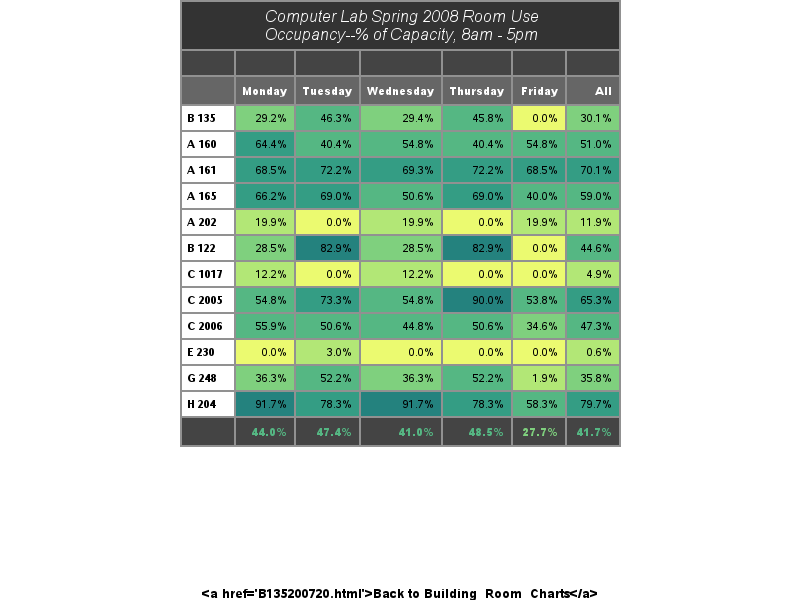 Computer Lab Spring 2008 Room Use
Occupancy--% of Capacity, 8am - 5pm
Monday Tuesday Wednesday Thursday Friday All
B 135 29.2% 46.3% 29.4% 45.8% 0.0% 30.1%
A 160 64.4% 40.4% 54.8% 40.4% 54.8% 51.0%
A 161 68.5% 72.2% 69.3% 72.2% 68.5% 70.1%
A 165 66.2% 69.0% 50.6% 69.0% 40.0% 59.0%
A 202 19.9% 0.0% 19.9% 0.0% 19.9% 11.9%
B 122 28.5% 82.9% 28.5% 82.9% 0.0% 44.6%
C 1017 12.2% 0.0% 12.2% 0.0% 0.0% 4.9%
C 2005 54.8% 73.3% 54.8% 90.0% 53.8% 65.3%
C 2006 55.9% 50.6% 44.8% 50.6% 34.6% 47.3%
E 230 0.0% 3.0% 0.0% 0.0% 0.0% 0.6%
G 248 36.3% 52.2% 36.3% 52.2% 1.9% 35.8%
H 204 91.7% 78.3% 91.7% 78.3% 58.3% 79.7%
44.0% 47.4% 41.0% 48.5% 27.7% 41.7%
<a href='B135200720.html'>Back to Building_Room_Charts</a>